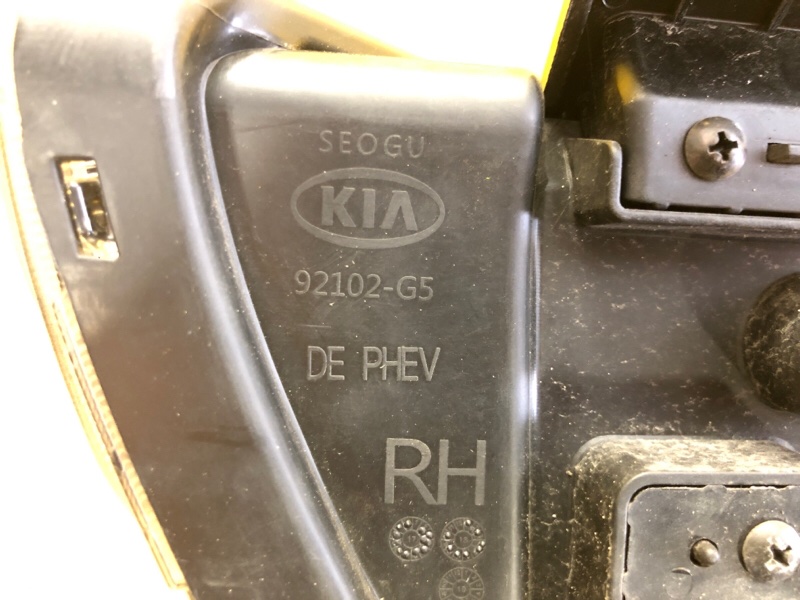 SEOGU
KIA
92102-G5
DE PHEV
RH